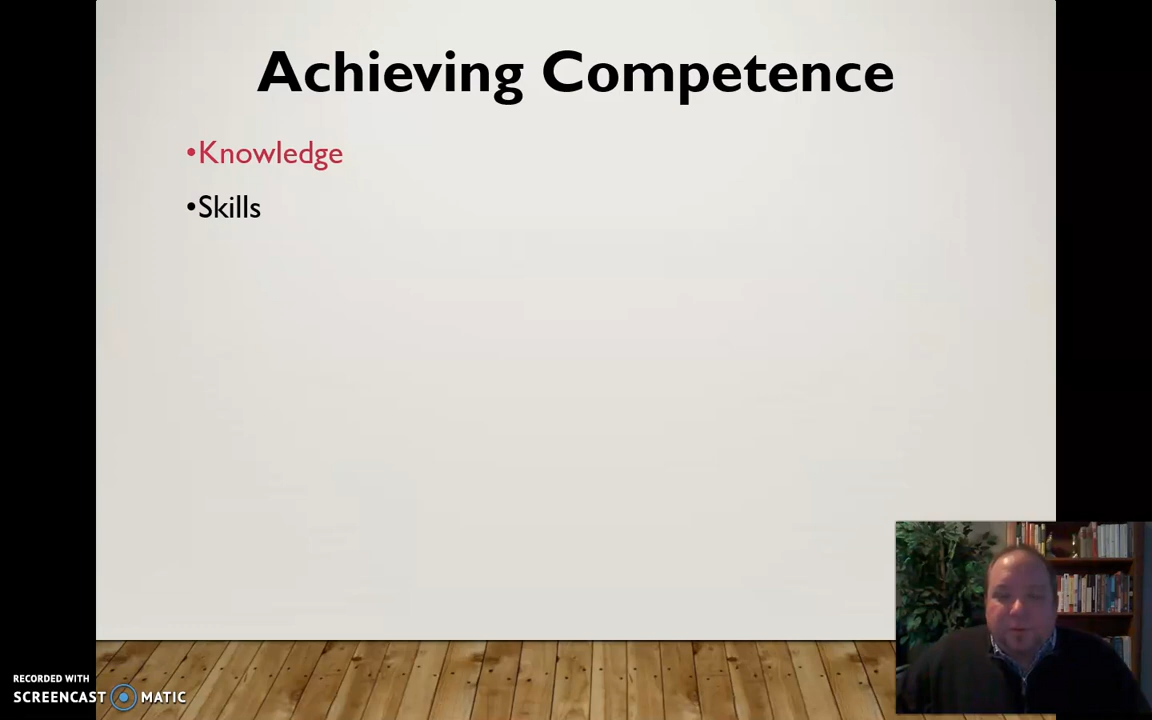 Achieving Competence
•Knowledge
•Skills
RECORDED WITH
SCREENCAST MATIC